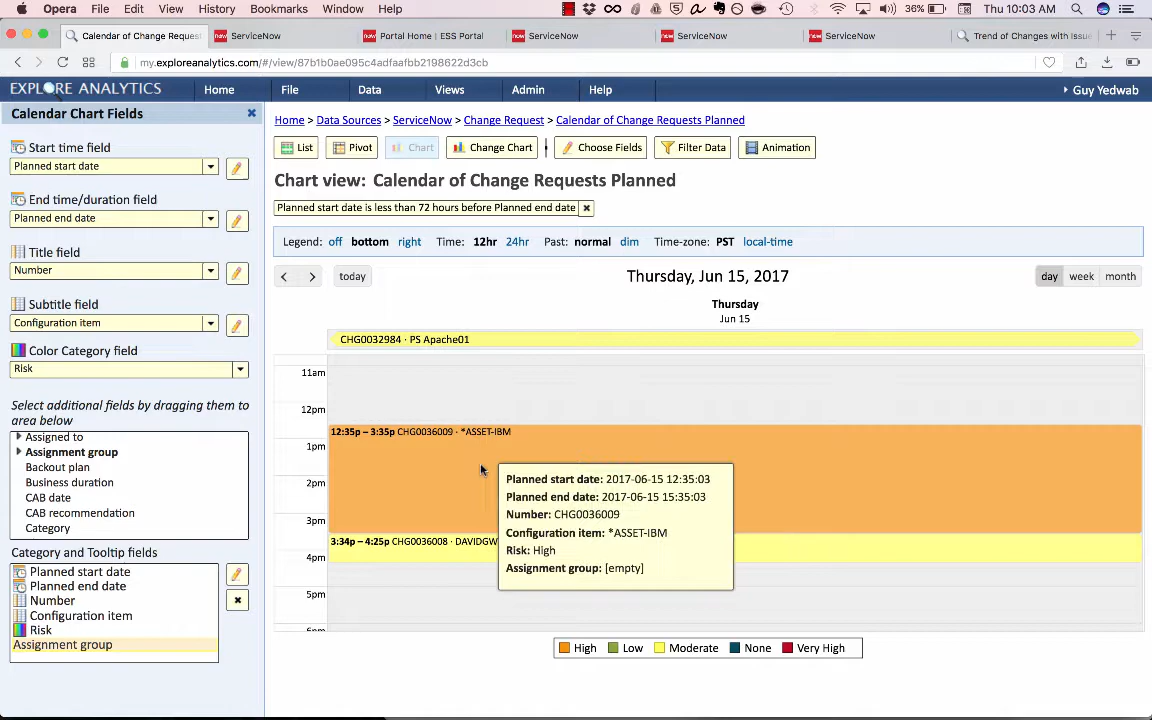 Opera File Edit View History Bookmarks Window Help 36% Thu 10:03 AM
Calendar of Change Request ServiceNow Portal Home | ESS Portal ServiceNow ServiceNow ServiceNow Trend of Changes with Issue
my.exploreanalytics.com/#/view/87b1b0ae095c4adfaafbb2198622d3cb
EXPLORE ANALYTICS Home File Data Views Admin Help Guy Yedwab
Calendar Chart Fields
Start time field
Planned start date
End time/duration field
Planned end date
Title field
Number
Subtitle field
Configuration item
Color Category field
Risk
Select additional fields by dragging them to
area below
Assigned to
Assignment group
Backout plan
Business duration
CAB date
CAB recommendation
Category
Category and Tooltip fields
Planned start date
Planned end date
Number
Configuration item
Risk
Assignment group
Home > Data Sources > ServiceNow > Change Request > Calendar of Change Requests Planned
List Pivot Chart Change Chart Choose Fields Filter Data Animation
Chart view: Calendar of Change Requests Planned
Planned start date is less than 72 hours before Planned end date
Legend: off bottom right Time: 12hr 24hr Past: normal dim Time-zone: PST local-time
today Thursday, Jun 15, 2017 day week month
Thursday
Jun 15
CHG0032984 · PS Apache01
11am
12pm
12:35p – 3:35p CHG0036009 · *ASSET-IBM
1pm
2pm
3pm
3:34p – 4:25p CHG0036008 · DAVIDGW
4pm
5pm
6pm
Planned start date: 2017-06-15 12:35:03
Planned end date: 2017-06-15 15:35:03
Number: CHG0036009
Configuration item: *ASSET-IBM
Risk: High
Assignment group: [empty]
High Low Moderate None Very High